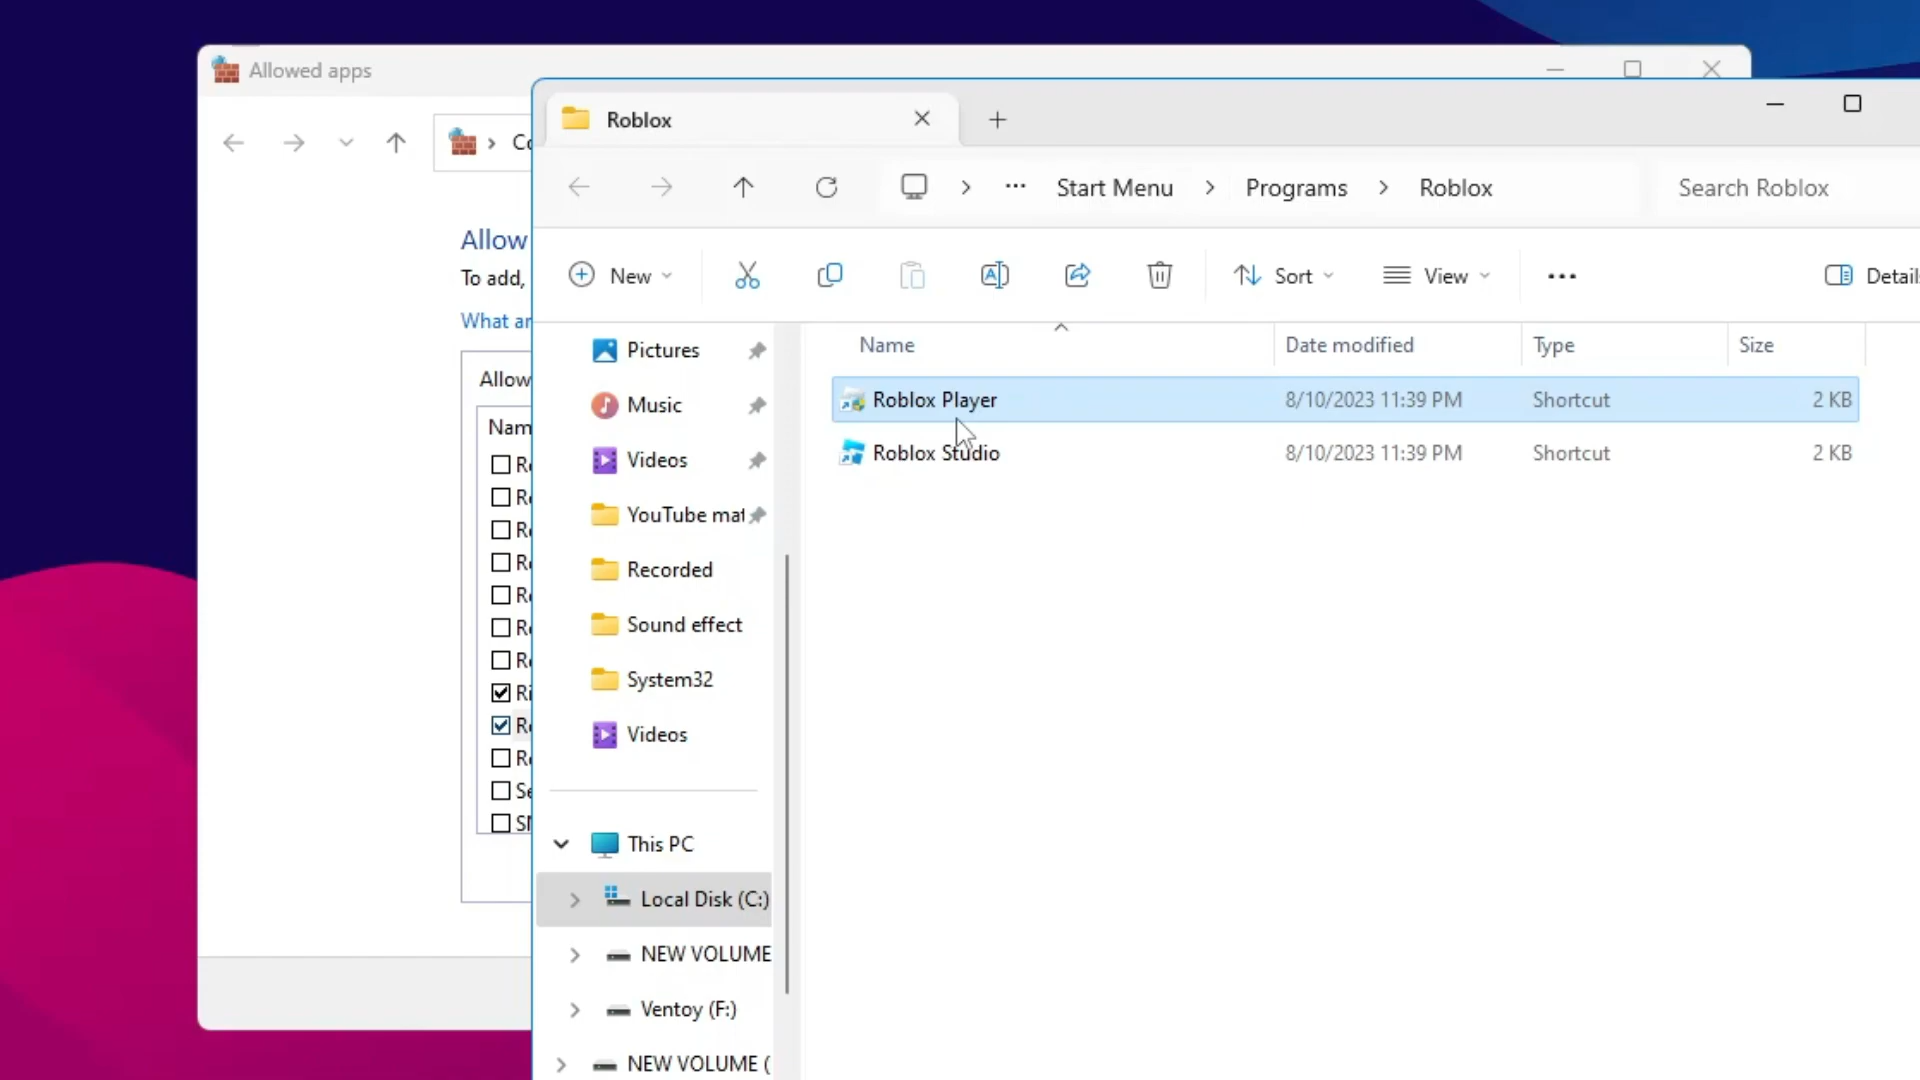 Allowed apps
Allow
To add,
What ar
Allow
Nam
Roblox
Start Menu
Programs
Roblox
Search Roblox
New
Sort
View
Detail
Name
Date modified
Type
Size
Roblox Player
8/10/2023 11:39 PM
Shortcut
2 KB
Roblox Studio
8/10/2023 11:39 PM
Shortcut
2 KB
Pictures
Music
Videos
YouTube mat
Recorded
Sound effect
System32
Videos
This PC
Local Disk (C:)
NEW VOLUME
Ventoy (F:)
NEW VOLUME (